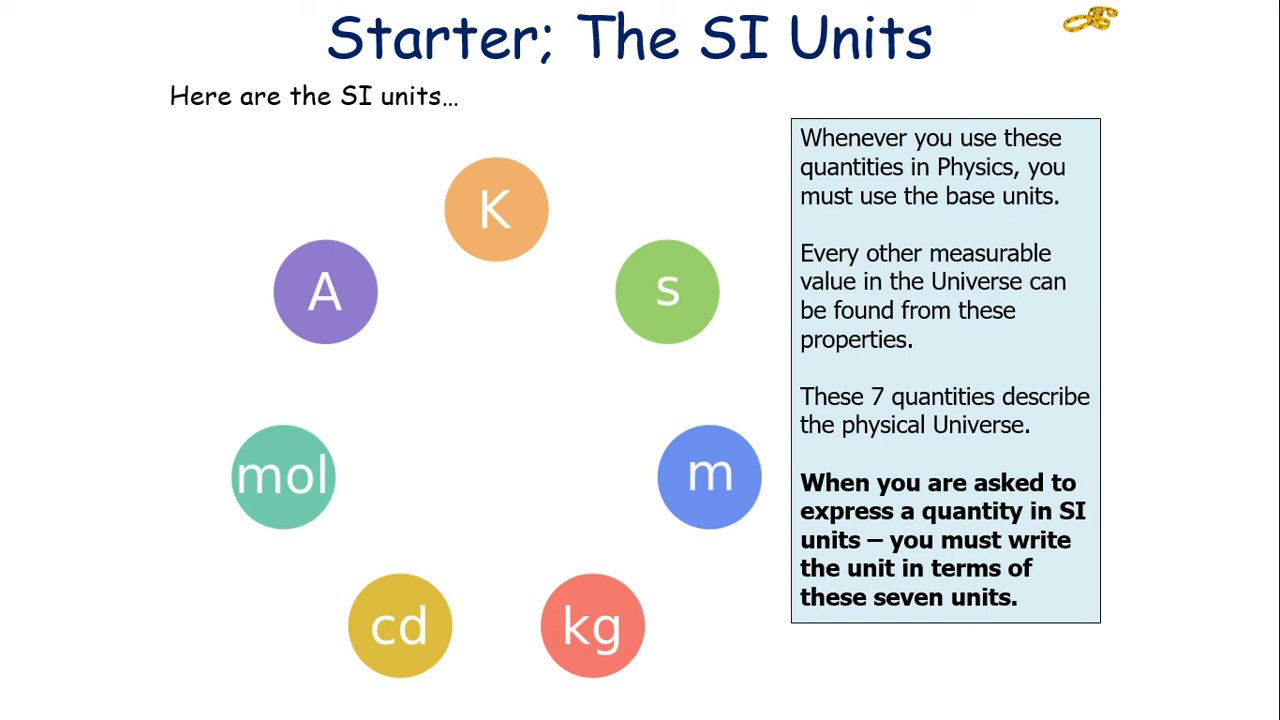 Starter; The SI Units
Here are the SI units…
K
A
s
mol
m
cd
kg
Whenever you use these
quantities in Physics, you
must use the base units.
Every other measurable
value in the Universe can
be found from these
properties.
These 7 quantities describe
the physical Universe.
When you are asked to
express a quantity in SI
units – you must write
the unit in terms of
these seven units.